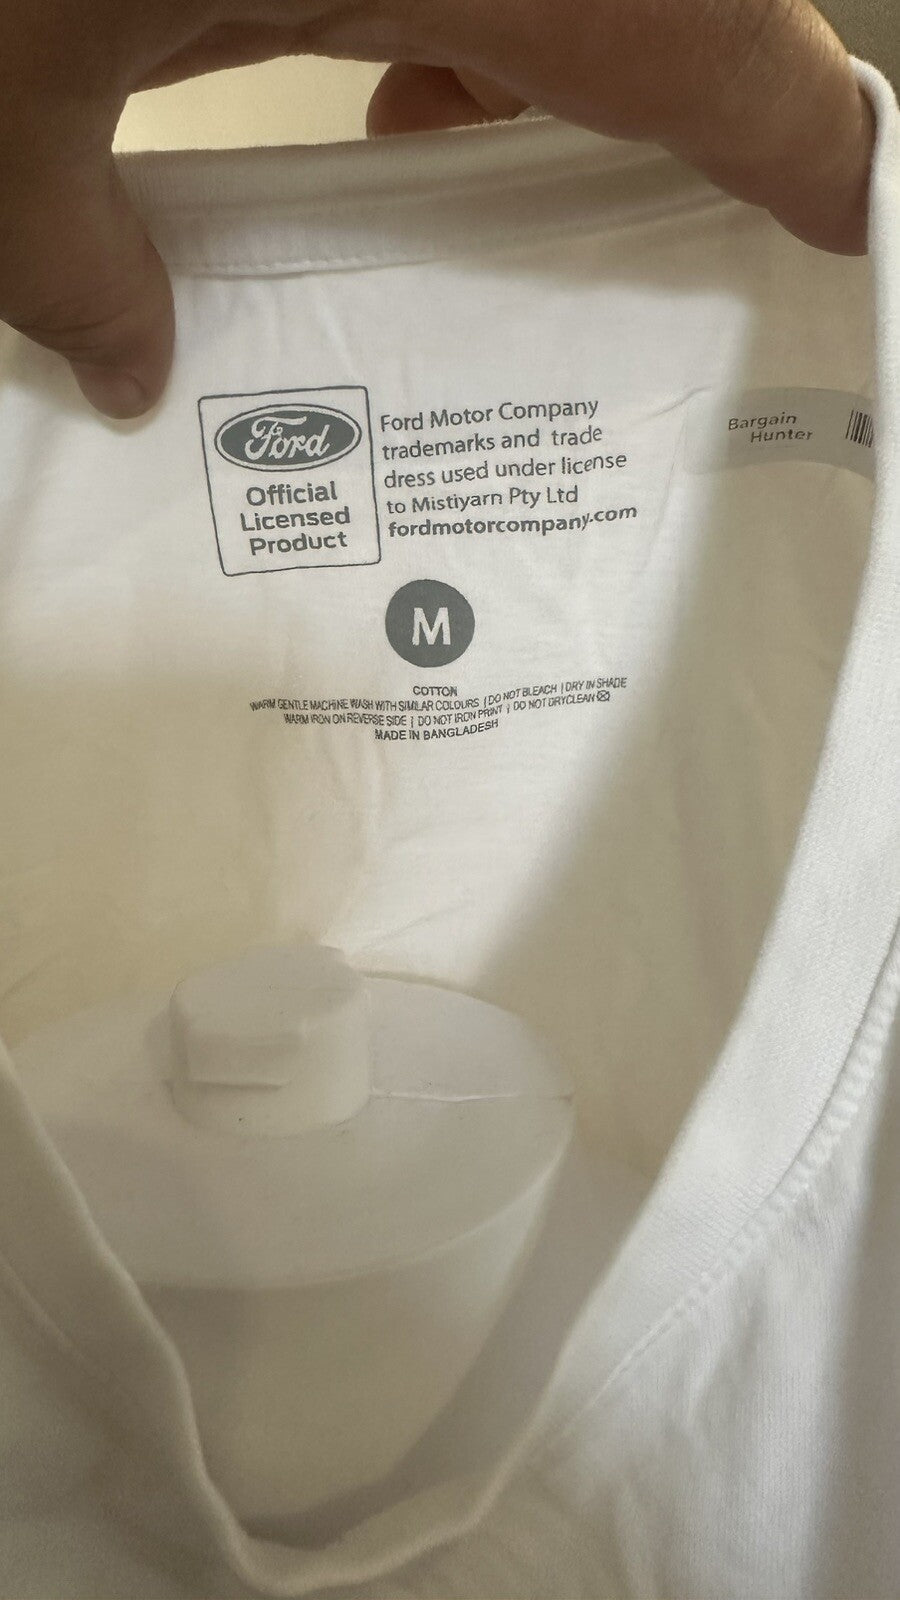 Ford
Official
Licensed
Product
Ford Motor Company
trademarks and trade
dress used under license
to Mistiyarn Pty Ltd
fordmotorcompany.com
Bargain
Hunter
M
COTTON
WARM GENTLE MACHINE WASH WITH SIMILAR COLOURS | DO NOT BLEACH | DRY IN SHADE
WARM IRON ON REVERSE SIDE | DO NOT IRON PRINT | DO NOT DRYCLEAN
MADE IN BANGLADESH